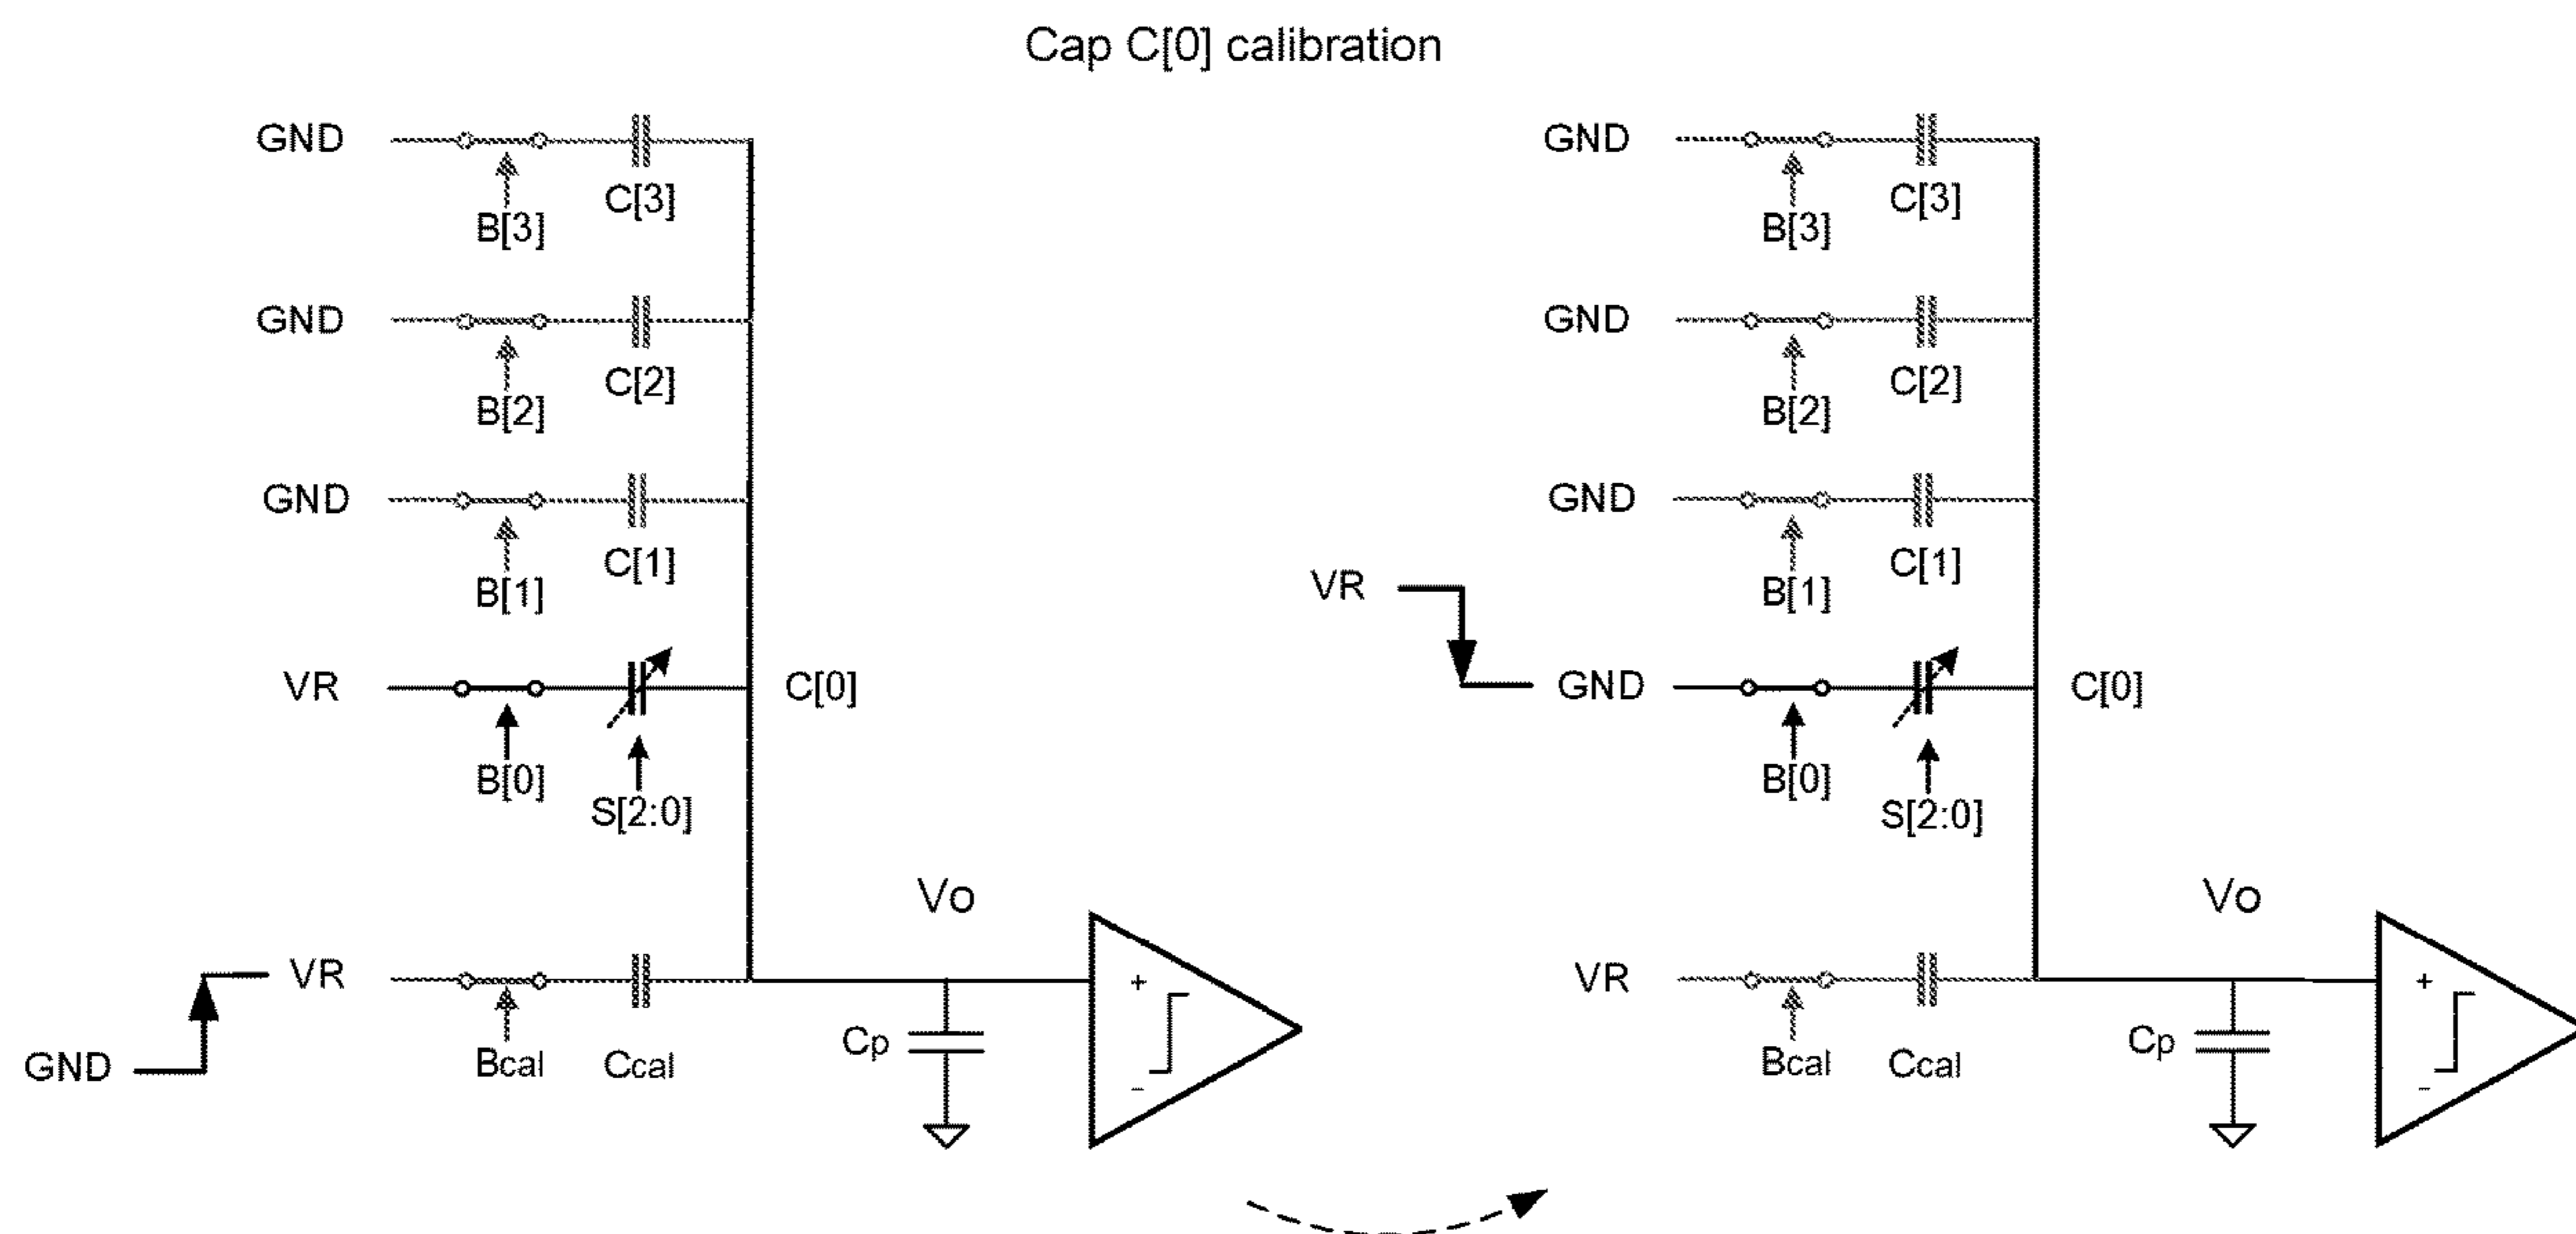 Cap C[0] calibration
GND
C[3]
B[3]
GND
C[2]
B[2]
GND
C[1]
B[1]
VR
C[0]
B[0]
S[2:0]
Vo
+
VR
GND
Bcal
Ccal
Cp
−
GND
C[3]
B[3]
GND
C[2]
B[2]
GND
C[1]
B[1]
VR
GND
C[0]
B[0]
S[2:0]
Vo
+
VR
Bcal
Ccal
Cp
−